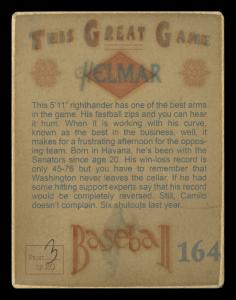 THIS GREAT GAME
HELMAR
This 5'11" righthander has one of the best arms
in the game. His fastball zips and you can hear
it hum. When it is working with his curve,
known as the best in the business, well, it
makes for a frustrating afternoon for the oppos-
ing team. Born in Havana, he's been with the
Senators since age 20. His win-loss record is
only 45-76 but you have to remember that
Washington never leaves the cellar. If he had
some hitting support experts say that his record
would be completely reversed. Still, Camilo
doesn't complain. Six shutouts last year.
Baseball
164
3